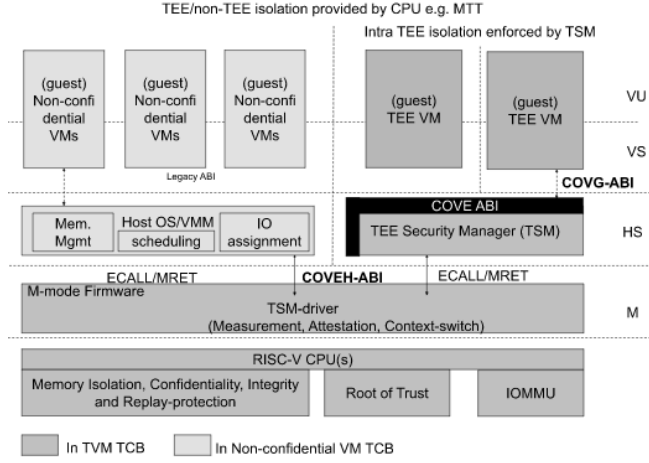 TEE/non-TEE isolation provided by CPU e.g. MTT
Intra TEE isolation enforced by TSM
(guest)
Non-confi
dential
VMs
(guest)
Non-confi
dential
VMs
(guest)
Non-confi
dential
VMs
(guest)
TEE VM
(guest)
TEE VM
VU
VS
Legacy ABI
COVG-ABI
COVE ABI
Mem.
Mgmt
Host OS/VMM
scheduling
IO
assignment
TEE Security Manager (TSM)
HS
ECALL/MRET
COVEH-ABI
ECALL/MRET
M-mode Firmware
TSM-driver
(Measurement, Attestation, Context-switch)
M
RISC-V CPU(s)
Memory Isolation, Confidentiality, Integrity
and Replay-protection
Root of Trust
IOMMU
In TVM TCB
In Non-confidential VM TCB